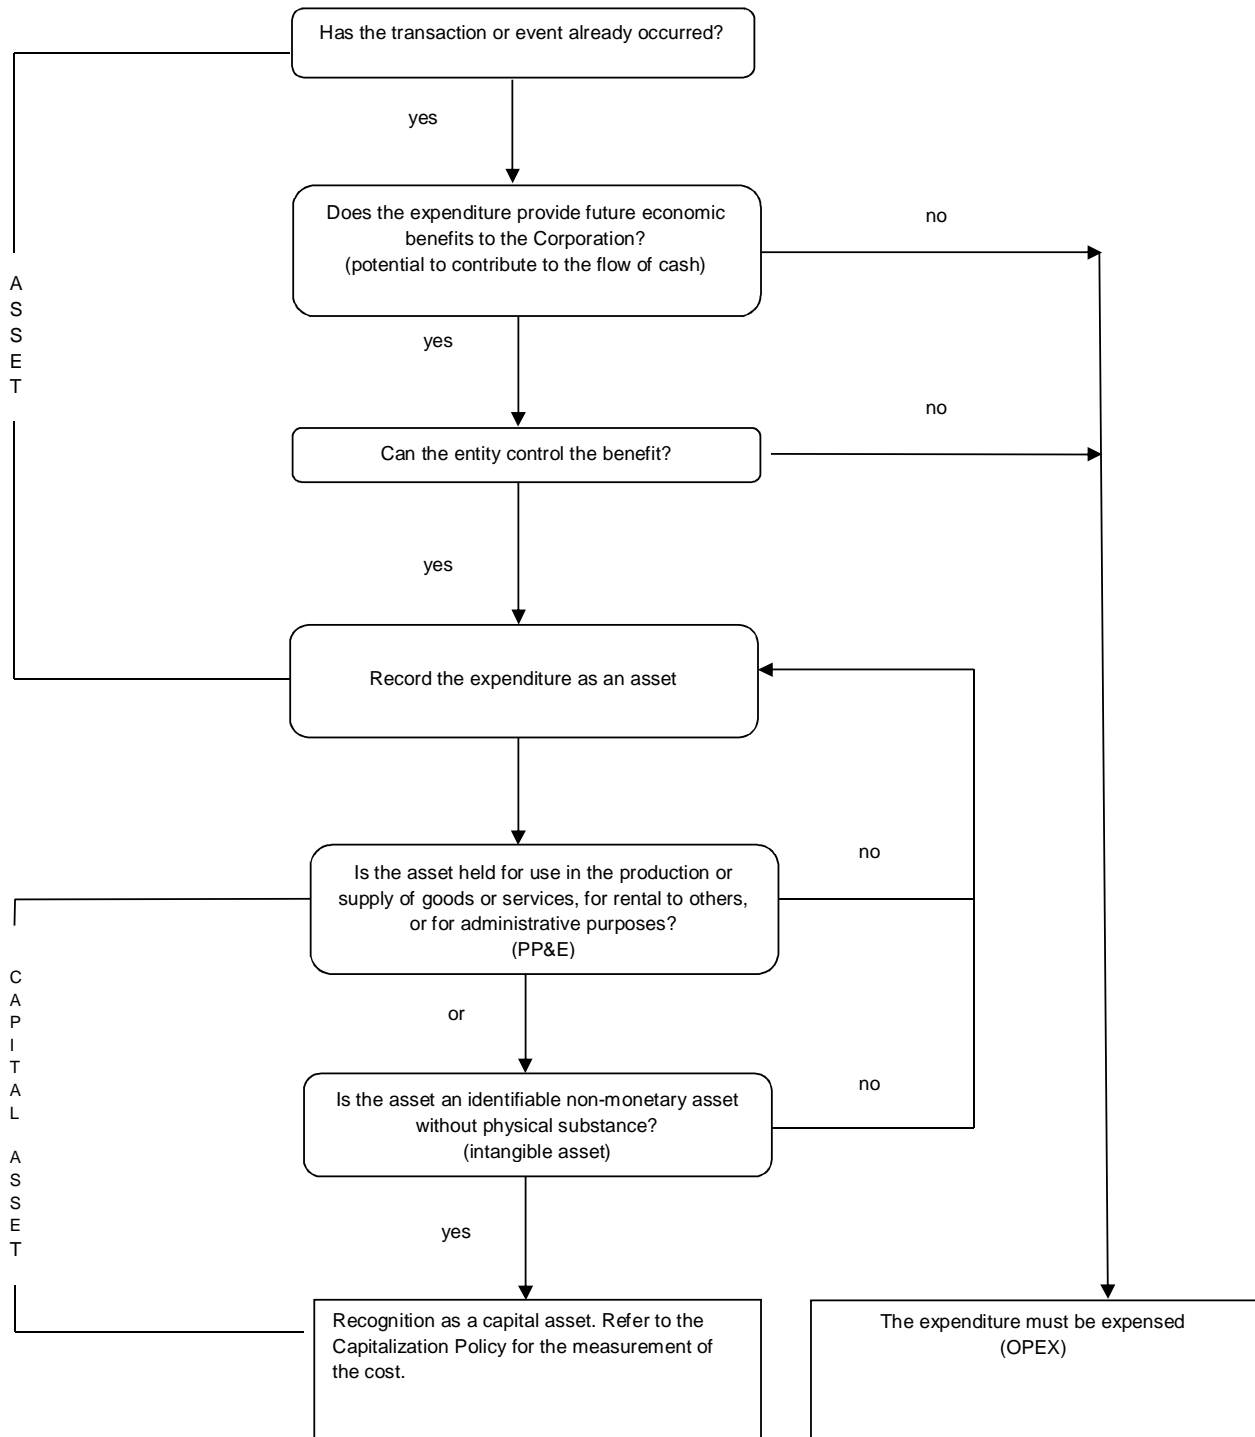 Has the transaction or event already occurred?
yes
Does the expenditure provide future economic
benefits to the Corporation?
(potential to contribute to the flow of cash)
no
yes
Can the entity control the benefit?
no
yes
Record the expenditure as an asset
A
S
S
E
T
Is the asset held for use in the production or
supply of goods or services, for rental to others,
or for administrative purposes?
(PP&E)
no
or
Is the asset an identifiable non-monetary asset
without physical substance?
(intangible asset)
no
yes
C
A
P
I
T
A
L
A
S
S
E
T
Recognition as a capital asset. Refer to the
Capitalization Policy for the measurement of
the cost.
The expenditure must be expensed
(OPEX)